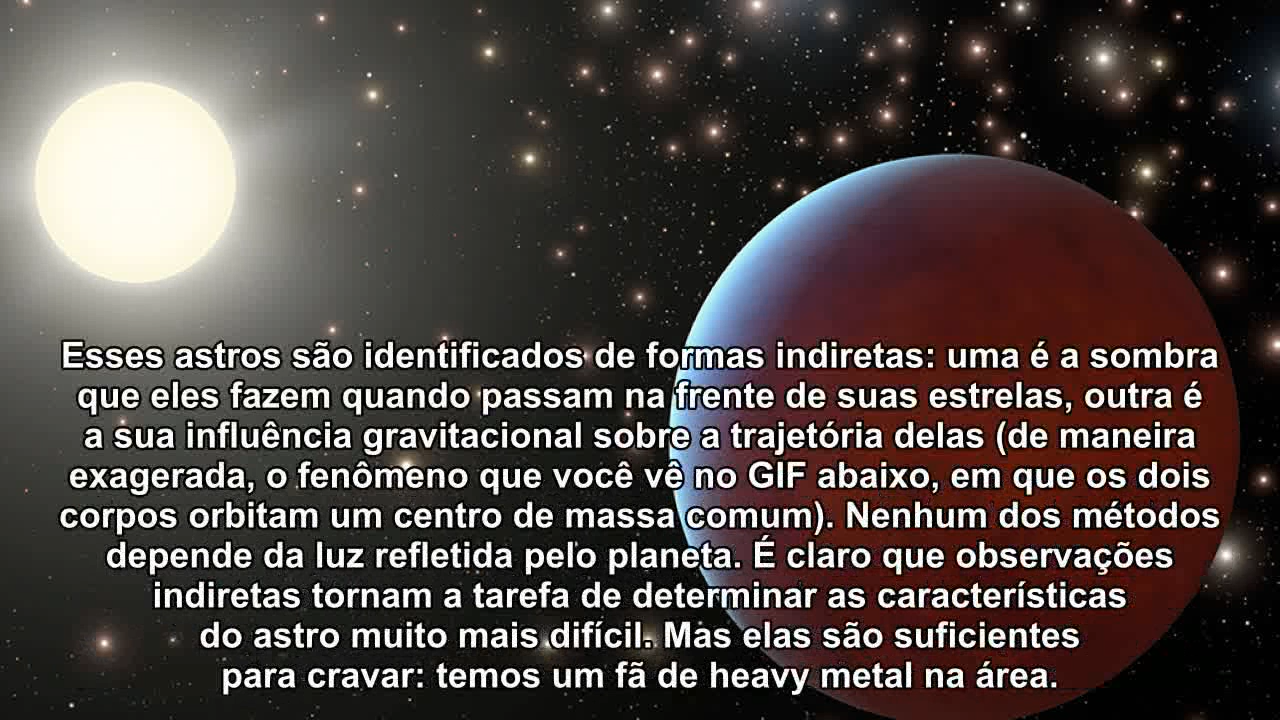 Esses astros são identificados de formas indiretas: uma é a sombra
que eles fazem quando passam na frente de suas estrelas, outra é
a sua influência gravitacional sobre a trajetória delas (de maneira
exagerada, o fenômeno que você vê no GIF abaixo, em que os dois
corpos orbitam um centro de massa comum). Nenhum dos métodos
depende da luz refletida pelo planeta. É claro que observações
indiretas tornam a tarefa de determinar as características
do astro muito mais difícil. Mas elas são suficientes
para cravar: temos um fã de heavy metal na área.